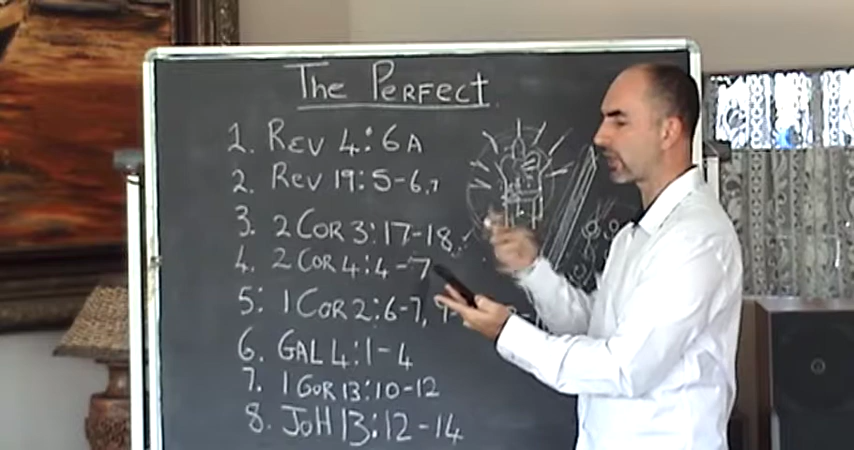 The Perfect
1. Rev 4:6A
2. Rev 19:5-6,7
3. 2 Cor 3:17-18
4. 2 Cor 4:4-7
5. 1 Cor 2:6-7, 9-
6. Gal 4:1-4
7. 1 Cor 13:10-12
8. JoH 13:12-14